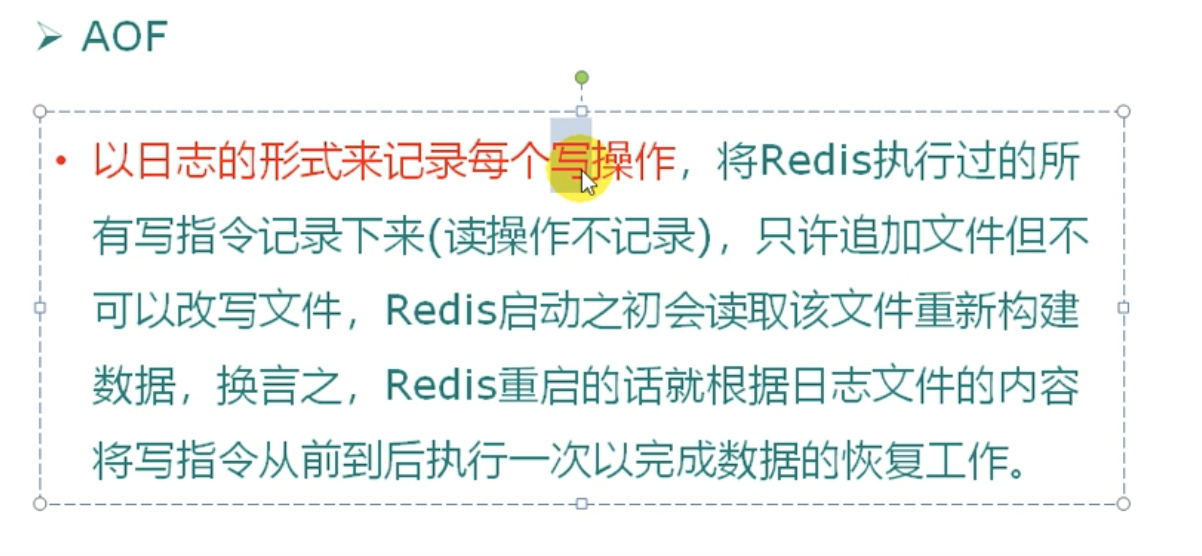 ➢ AOF
• 以日志的形式来记录每个写操作，将Redis执行过的所
有写指令记录下来(读操作不记录)，只许追加文件但不
可以改写文件，Redis启动之初会读取该文件重新构建
数据，换言之，Redis重启的话就根据日志文件的内容
将写指令从前到后执行一次以完成数据的恢复工作。